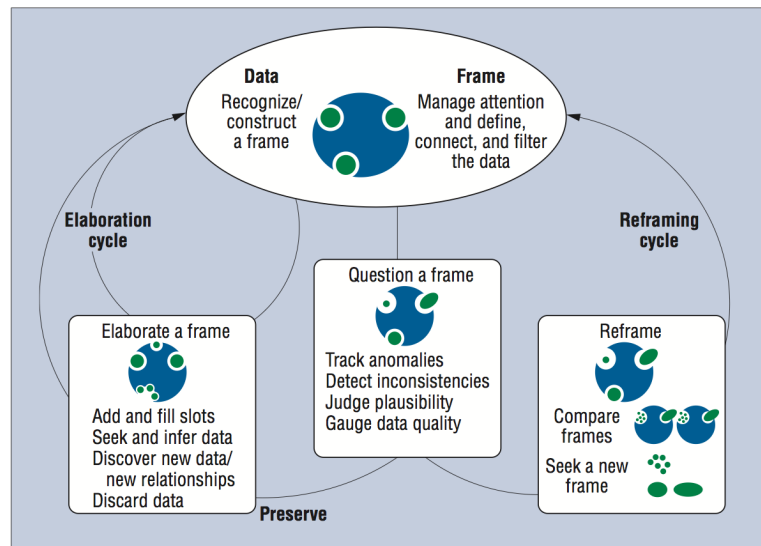 Data
Recognize/
construct
a frame
Frame
Manage attention
and define,
connect, and filter
the data
Elaboration
cycle
Reframing
cycle
Elaborate a frame
Add and fill slots
Seek and infer data
Discover new data/
new relationships
Discard data
Question a frame
Track anomalies
Detect inconsistencies
Judge plausibility
Gauge data quality
Reframe
Compare
frames
Seek a new
frame
Preserve